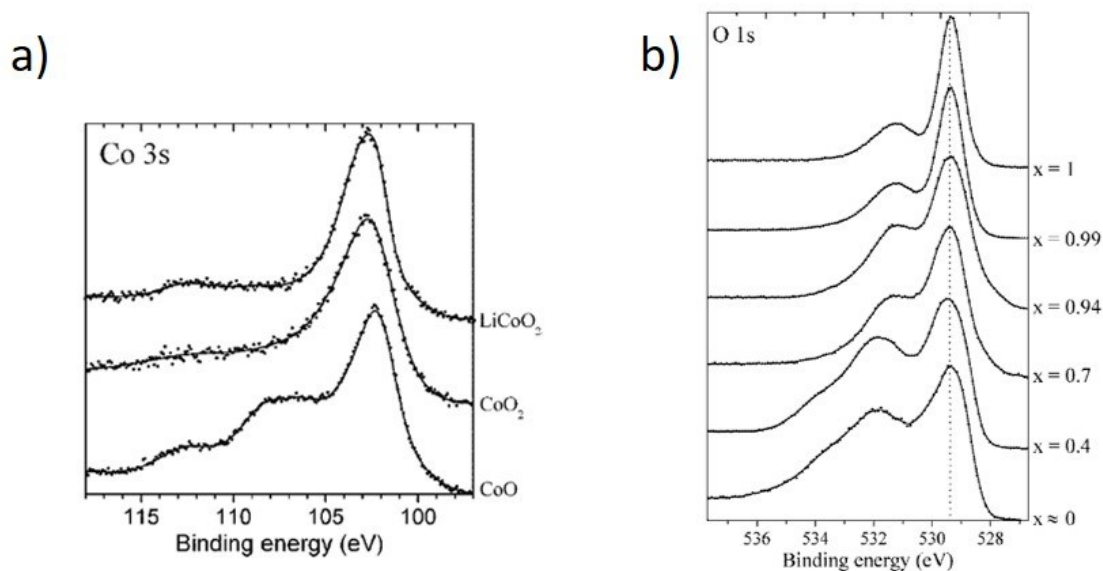 a)
Co 3s
LiCoO₂
CoO₂
CoO
115
110
105
100
Binding energy (eV)
b)
O 1s
x = 1
x = 0.99
x = 0.94
x = 0.7
x = 0.4
x ≈ 0
536
534
532
530
528
Binding energy (eV)